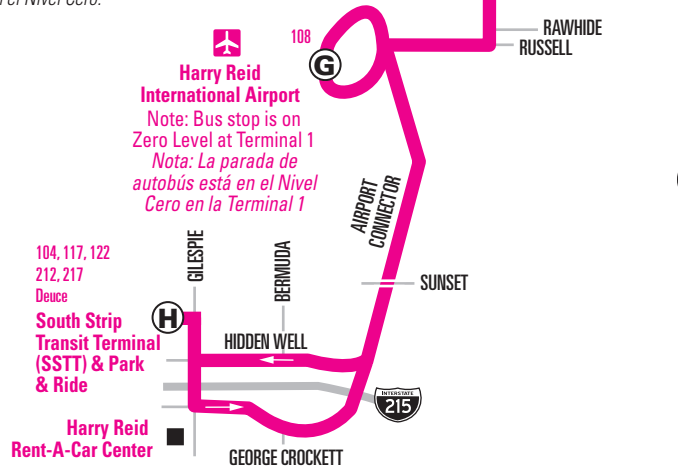 el Nivel Cero.
RAWHIDE
RUSSELL
108
G
Harry Reid
International Airport
Note: Bus stop is on
Zero Level at Terminal 1
Nota: La parada de
autobús está en el Nivel
Cero en la Terminal 1
AIRPORT
CONNECTOR
SUNSET
104, 117, 122
212, 217
Deuce
GILESPIE
BERMUDA
H
South Strip
Transit Terminal
(SSTT) & Park
& Ride
HIDDEN WELL
INTERSTATE
215
Harry Reid
Rent-A-Car Center
GEORGE CROCKETT